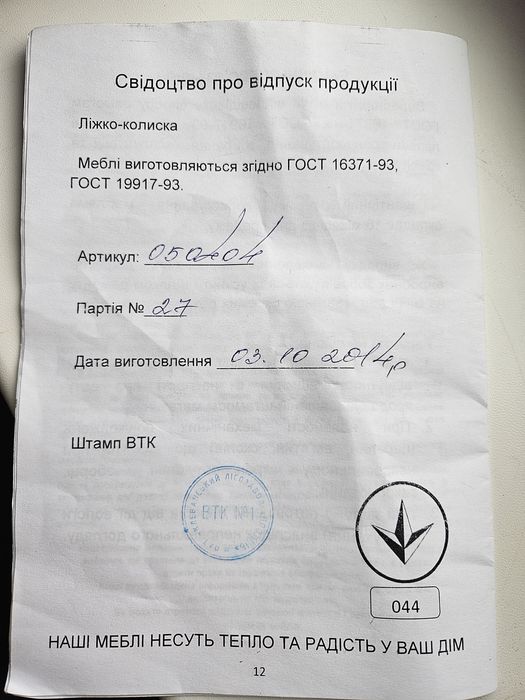 Свідоцтво про відпуск продукції
Ліжко-колиска
Меблі виготовляються згідно ГОСТ 16371-93,
ГОСТ 19917-93.
Артикул:
Партія № 27
Дата виготовлення 03.10 2014р
Штамп ВТК
ВТК №1
044
НАШІ МЕБЛІ НЕСУТЬ ТЕПЛО ТА РАДІСТЬ У ВАШ ДІМ
12